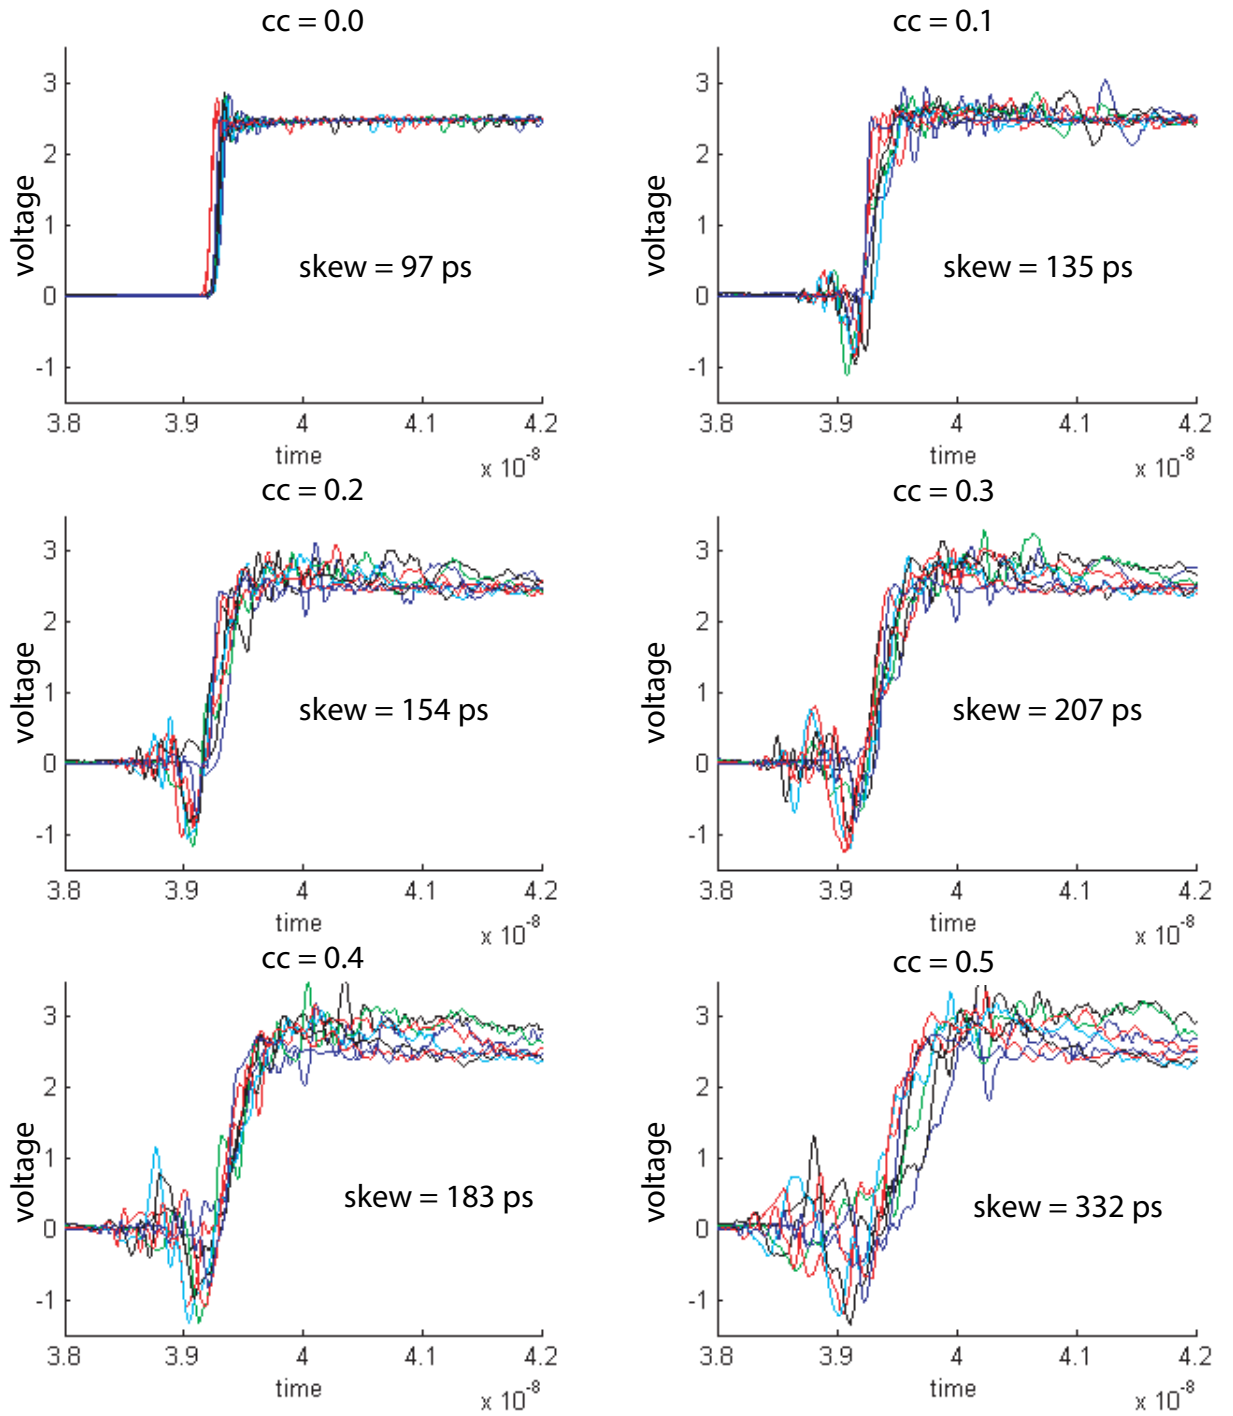 cc = 0.0
3
2
1
0
-1
voltage
skew = 97 ps
3.8
3.9
4
4.1
4.2
time
x 10-8
cc = 0.1
3
2
1
0
-1
voltage
skew = 135 ps
3.8
3.9
4
4.1
4.2
time
x 10-8
cc = 0.2
3
2
1
0
-1
voltage
skew = 154 ps
3.8
3.9
4
4.1
4.2
time
x 10-8
cc = 0.3
3
2
1
0
-1
voltage
skew = 207 ps
3.8
3.9
4
4.1
4.2
time
x 10-8
cc = 0.4
3
2
1
0
-1
voltage
skew = 183 ps
3.8
3.9
4
4.1
4.2
time
x 10-8
cc = 0.5
3
2
1
0
-1
voltage
skew = 332 ps
3.8
3.9
4
4.1
4.2
time
x 10-8